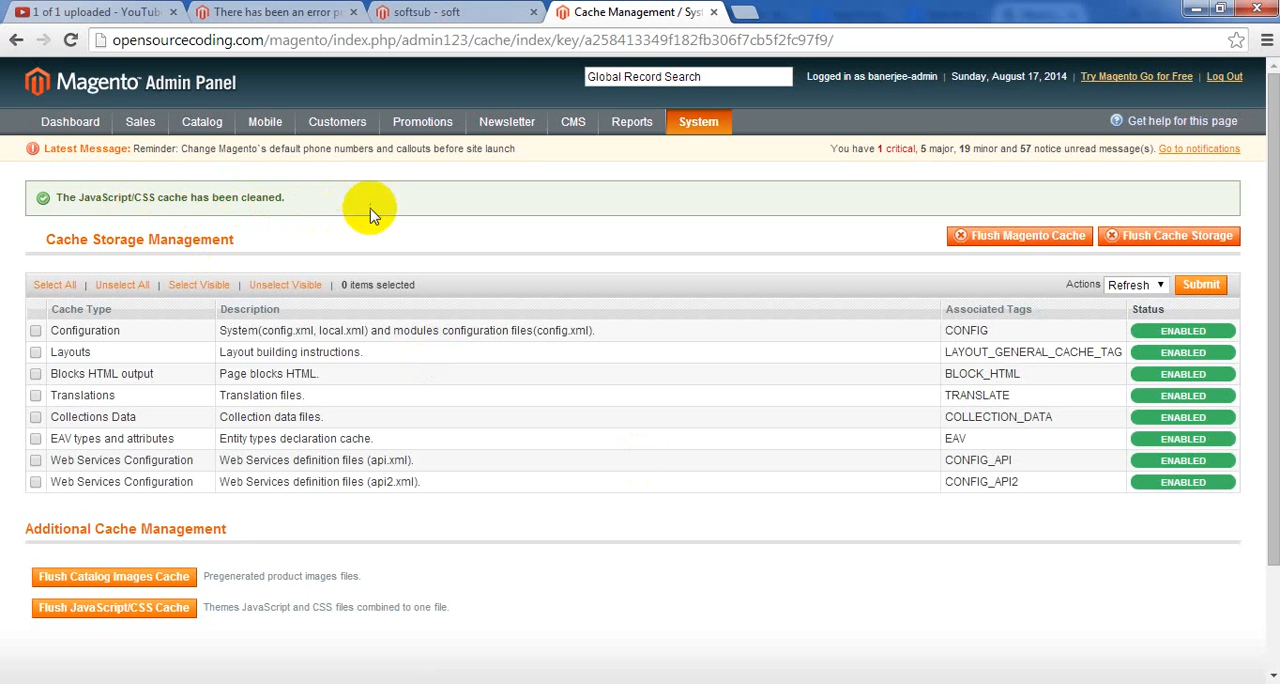 1 of 1 uploaded - YouTub
There has been an error p
softsub - soft
Cache Management / Sys
opensourcecoding.com/magento/index.php/admin123/cache/index/key/a258413349f182fb306f7cb5f2fc97f9/
Magento Admin Panel
Global Record Search
Logged in as banerjee-admin | Sunday, August 17, 2014 | Try Magento Go for Free | Log Out
Dashboard Sales Catalog Mobile Customers Promotions Newsletter CMS Reports System
Get help for this page
Latest Message: Reminder: Change Magento`s default phone numbers and callouts before site launch
You have 1 critical, 5 major, 19 minor and 57 notice unread message(s). Go to notifications
The JavaScript/CSS cache has been cleaned.
Cache Storage Management
Flush Magento Cache
Flush Cache Storage
Select All | Unselect All | Select Visible | Unselect Visible | 0 items selected
Actions Refresh Submit
Cache Type Description Associated Tags Status
Configuration System(config.xml, local.xml) and modules configuration files(config.xml). CONFIG ENABLED
Layouts Layout building instructions. LAYOUT_GENERAL_CACHE_TAG ENABLED
Blocks HTML output Page blocks HTML. BLOCK_HTML ENABLED
Translations Translation files. TRANSLATE ENABLED
Collections Data Collection data files. COLLECTION_DATA ENABLED
EAV types and attributes Entity types declaration cache. EAV ENABLED
Web Services Configuration Web Services definition files (api.xml). CONFIG_API ENABLED
Web Services Configuration Web Services definition files (api2.xml). CONFIG_API2 ENABLED
Additional Cache Management
Flush Catalog Images Cache Pregenerated product images files.
Flush JavaScript/CSS Cache Themes JavaScript and CSS files combined to one file.